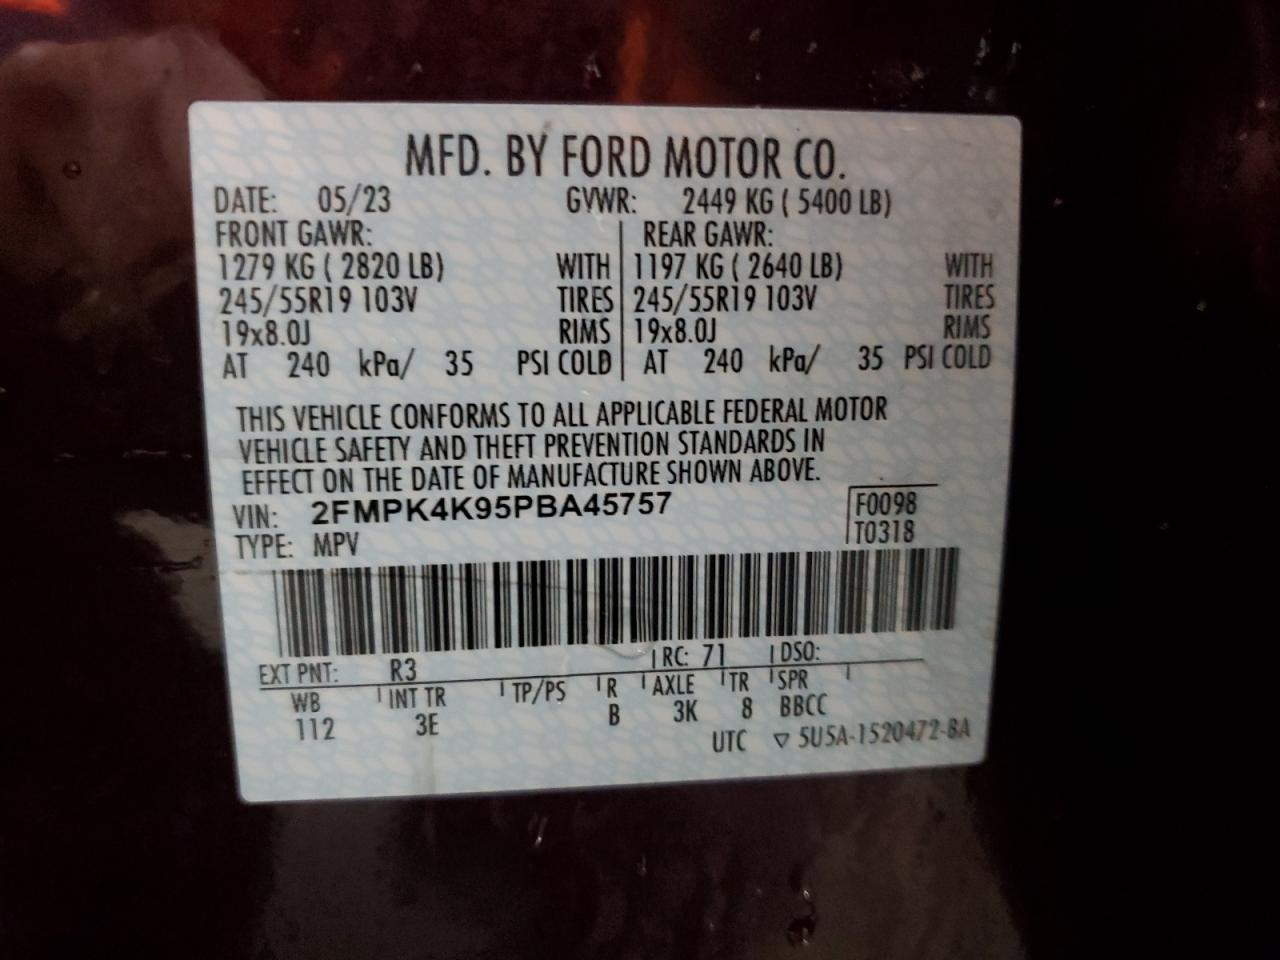 MFD. BY FORD MOTOR CO.
DATE: 05/23 GVWR: 2449 KG ( 5400 LB)
FRONT GAWR: REAR GAWR:
1279 KG ( 2820 LB) WITH 1197 KG ( 2640 LB) WITH
245/55R19 103V TIRES 245/55R19 103V TIRES
19x8.0J RIMS 19x8.0J RIMS
AT 240 kPa/ 35 PSI COLD AT 240 kPa/ 35 PSI COLD
THIS VEHICLE CONFORMS TO ALL APPLICABLE FEDERAL MOTOR
VEHICLE SAFETY AND THEFT PREVENTION STANDARDS IN
EFFECT ON THE DATE OF MANUFACTURE SHOWN ABOVE.
VIN: 2FMPK4K95PBA45757 F0098
TYPE: MPV T0318
EXT PNT: R3 RC: 71 DSO:
WB INT TR TP/PS R AXLE TR SPR
112 3E B 3K 8 BBCC
UTC ▽ 5U5A-1520472-BA